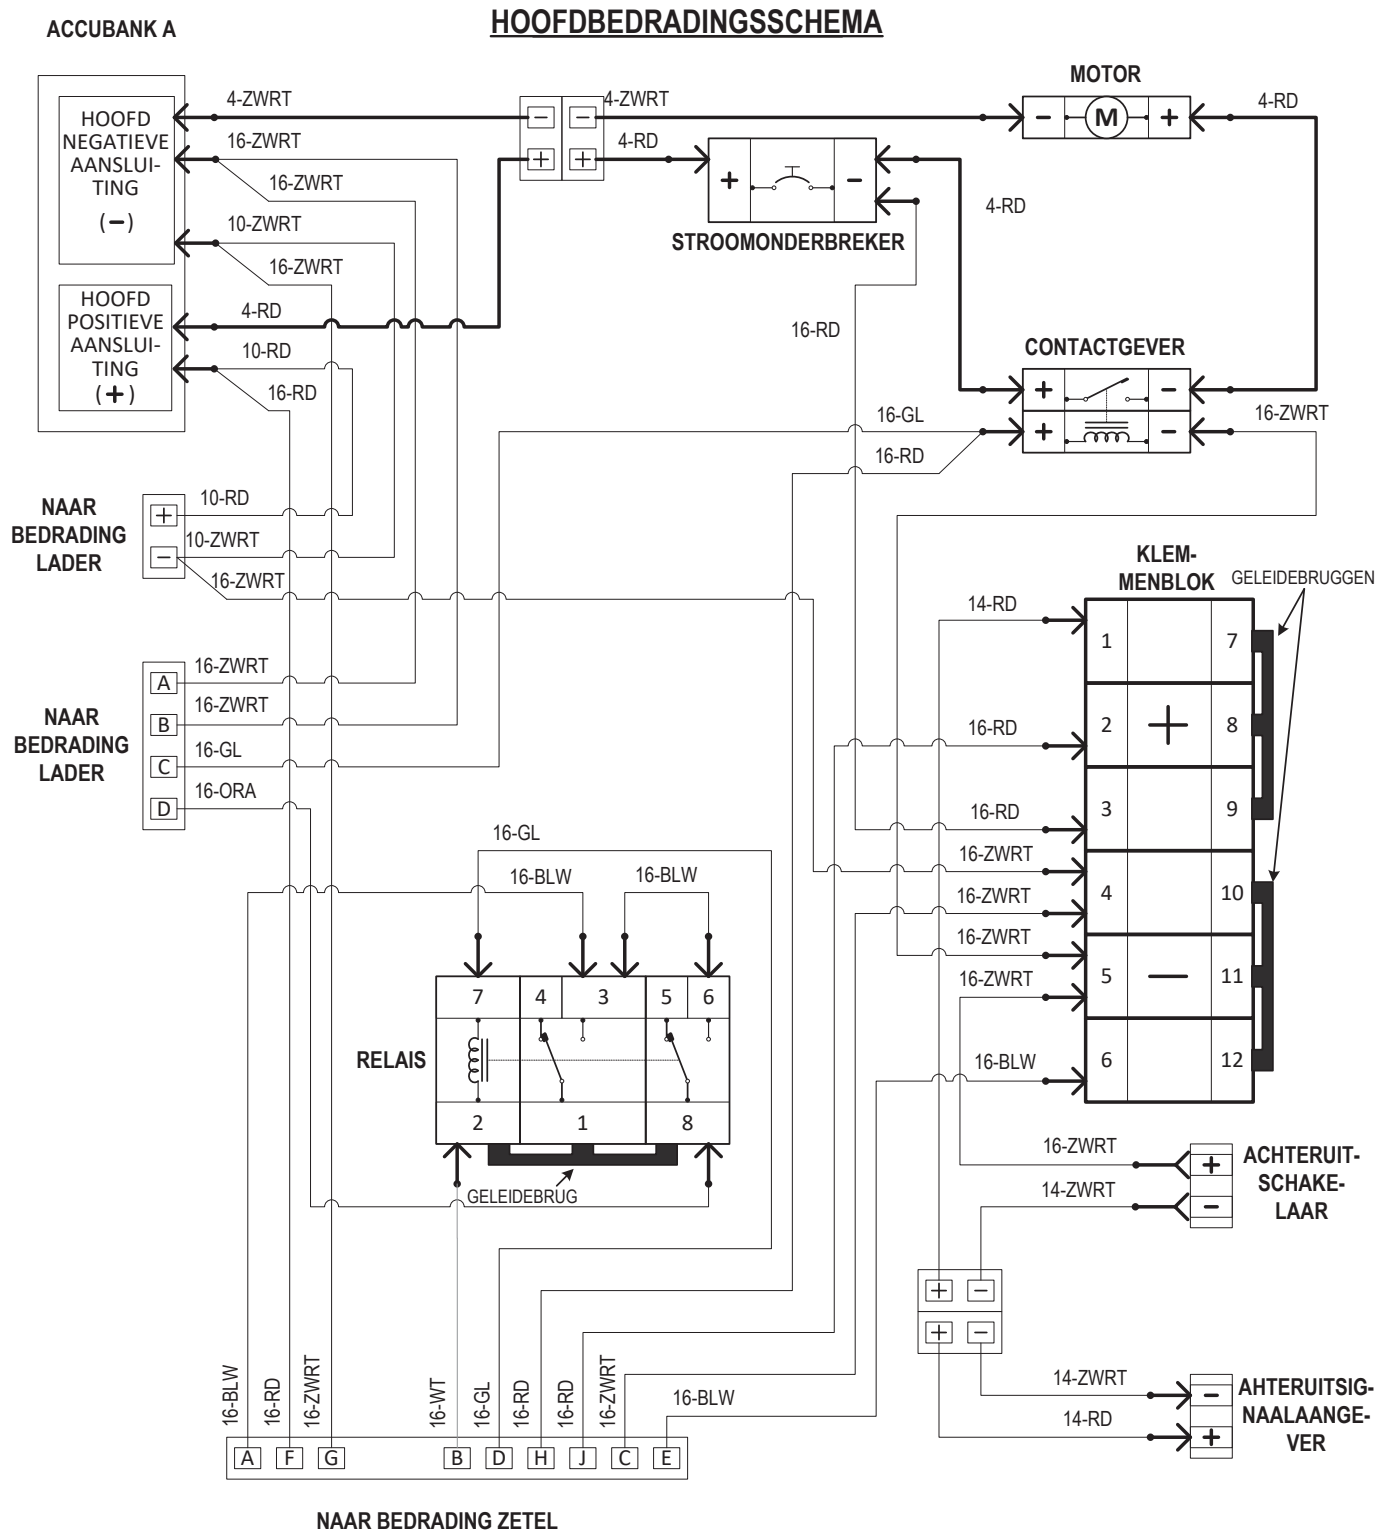 HOOFDBEDRADINGSSCHEMA
ACCUBANK A
MOTOR
HOOFD
NEGATIEVE
AANSLUI-
TING
(−)
4-ZWRT
16-ZWRT
16-ZWRT
10-ZWRT
16-ZWRT
− −
+ +
4-ZWRT
4-RD
− M +
4-RD
+ −
STROOMONDERBREKER
4-RD
HOOFD
POSITIEVE
AANSLUI-
TING
(+)
4-RD
10-RD
16-RD
16-RD
CONTACTGEVER
+ −
+ −
16-GL
16-RD
16-ZWRT
NAAR
BEDRADING
LADER
+
−
10-RD
10-ZWRT
16-ZWRT
KLEM-
MENBLOK
GELEIDEBRUGGEN
14-RD
1 7
16-RD
2 + 8
16-RD
3 9
16-ZWRT
16-ZWRT
4 10
16-ZWRT
16-ZWRT
5 − 11
16-BLW
6 12
NAAR
BEDRADING
LADER
A
B
C
D
16-ZWRT
16-ZWRT
16-GL
16-ORA
16-GL
16-BLW
16-BLW
7 4 3 5 6
RELAIS
2 1 8
GELEIDEBRUG
16-ZWRT
14-ZWRT
+
−
ACHTERUIT-
SCHAKE-
LAAR
+ −
+ −
14-ZWRT
14-RD
−
+
AHTERUITSIG-
NAALAANGE-
VER
16-BLW
16-RD
16-ZWRT
16-WT
16-GL
16-RD
16-RD
16-ZWRT
16-BLW
A F G B D H J C E
NAAR BEDRADING ZETEL